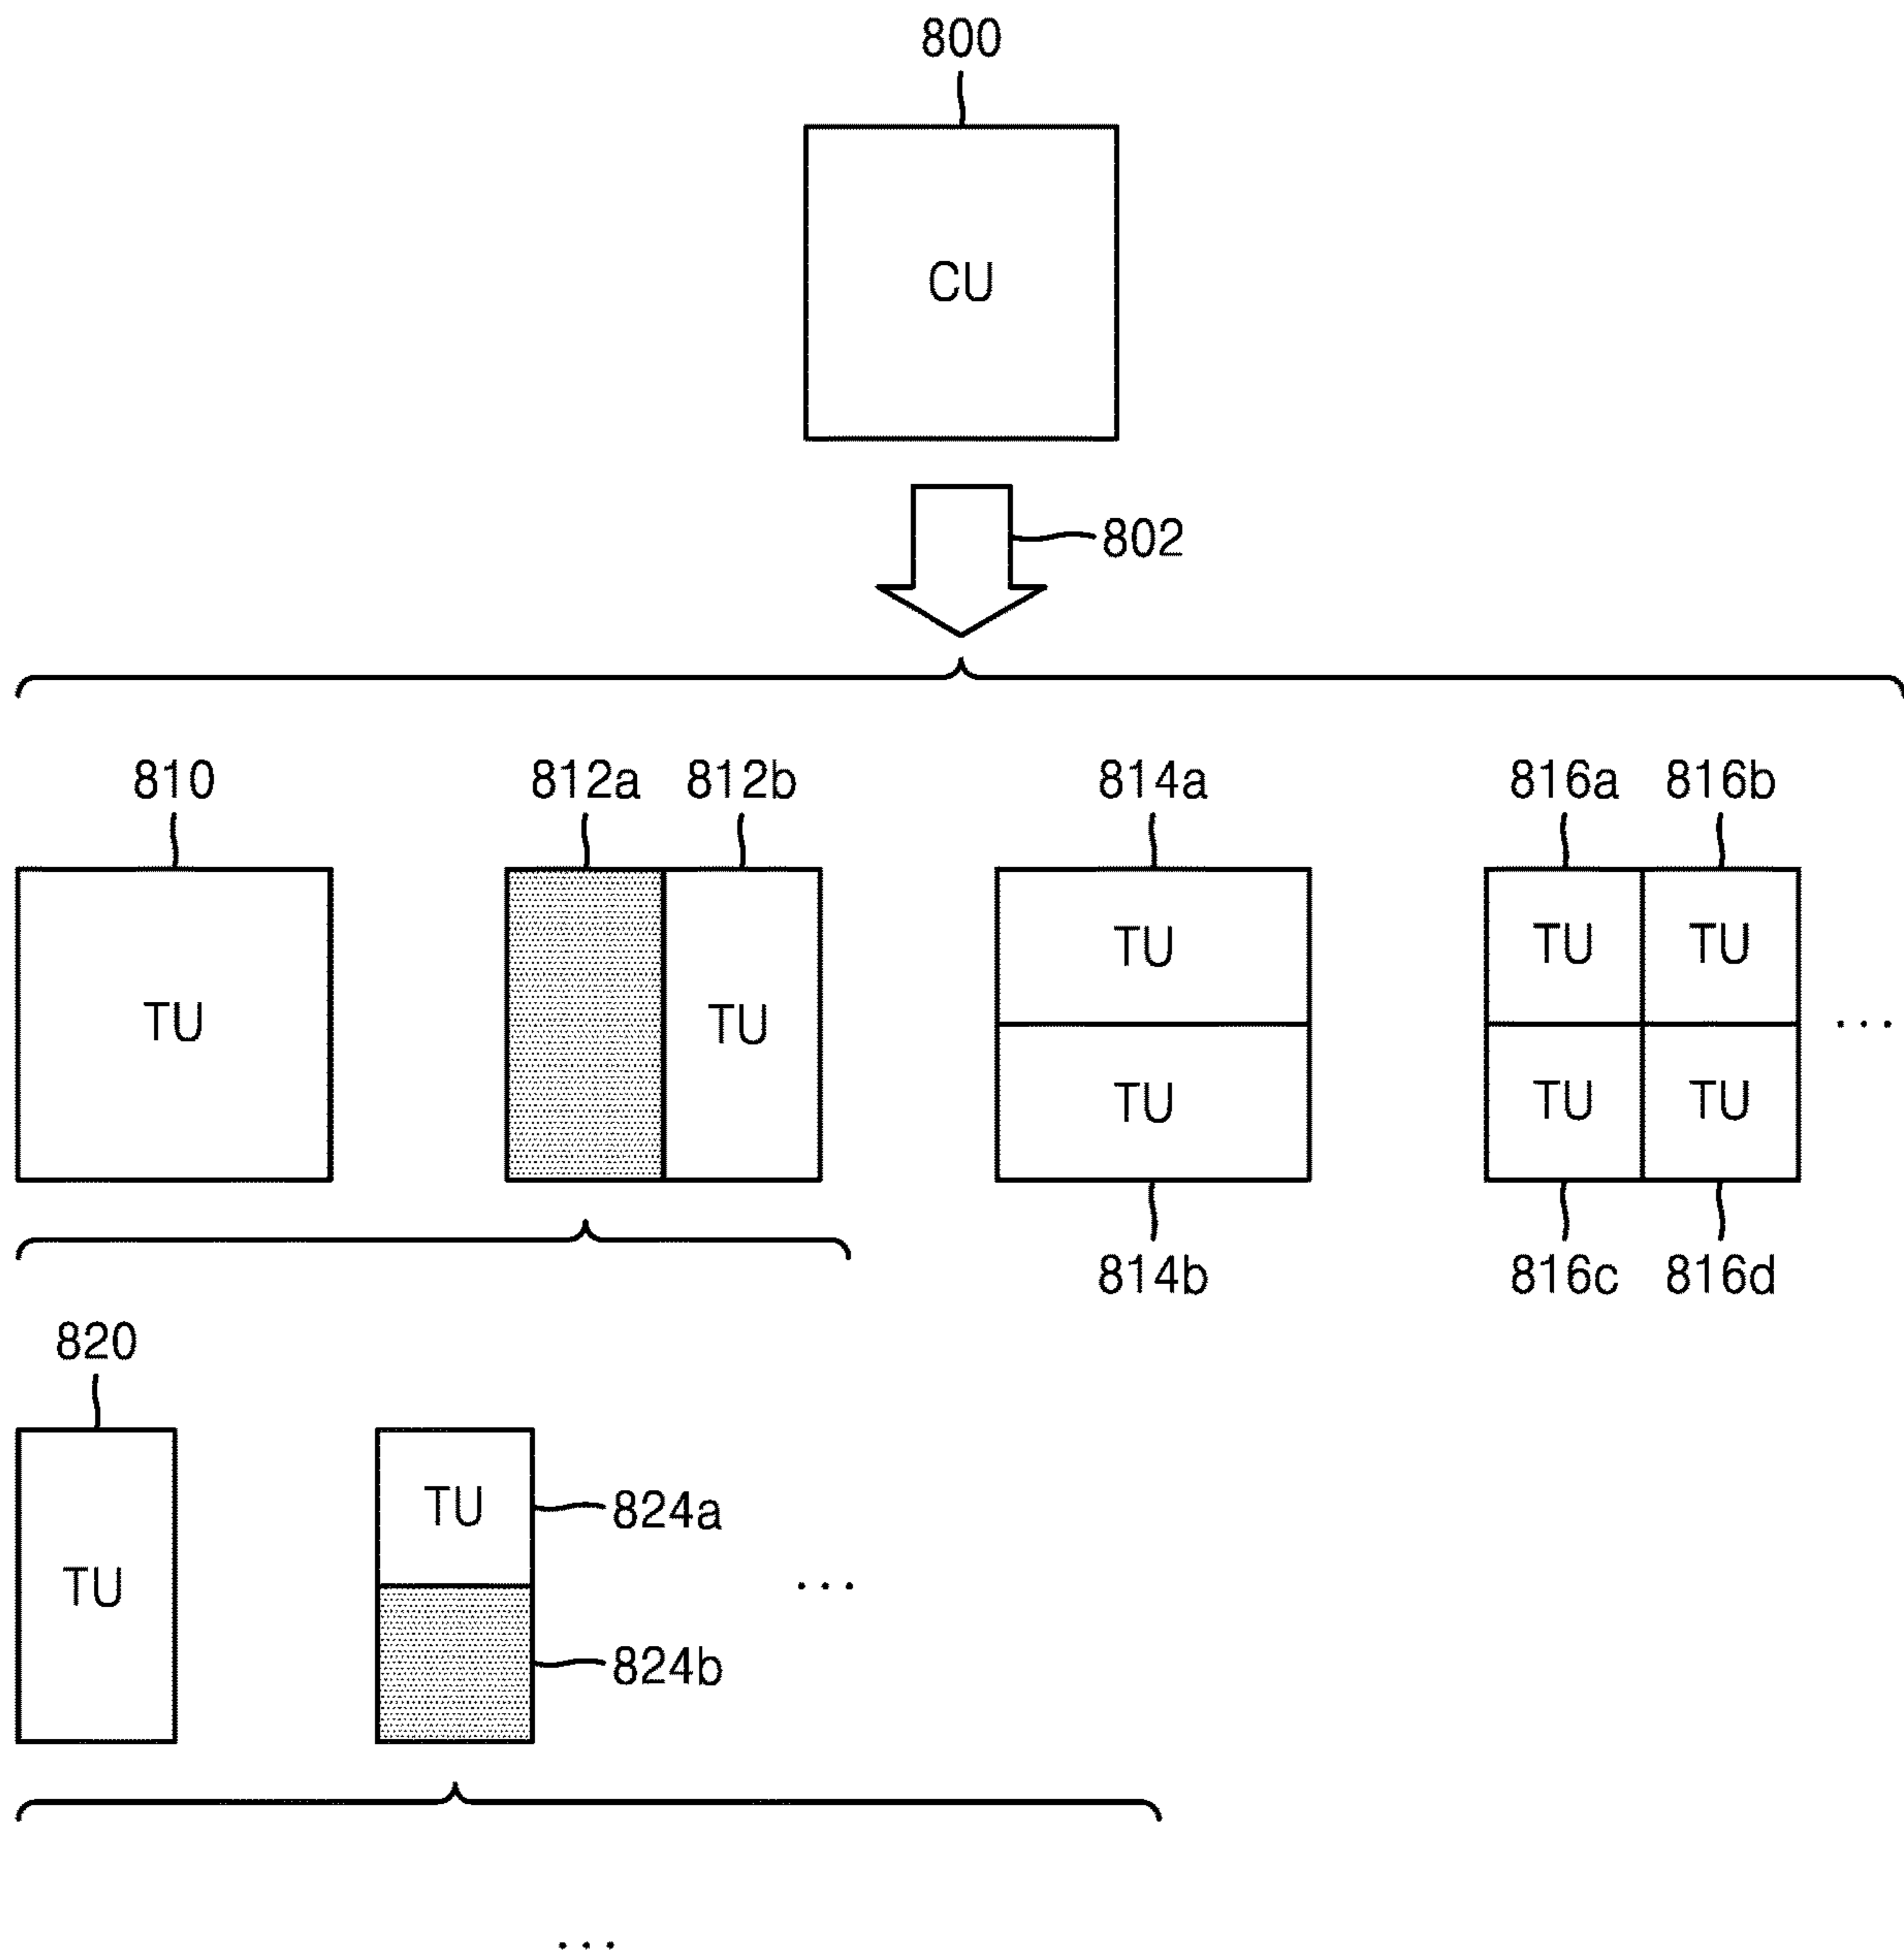 800
CU
802
810 812a 812b 814a 816a 816b
TU TU TU TU TU
TU TU TU
...
814b 816c 816d
820
TU 824a
TU
...
824b
...